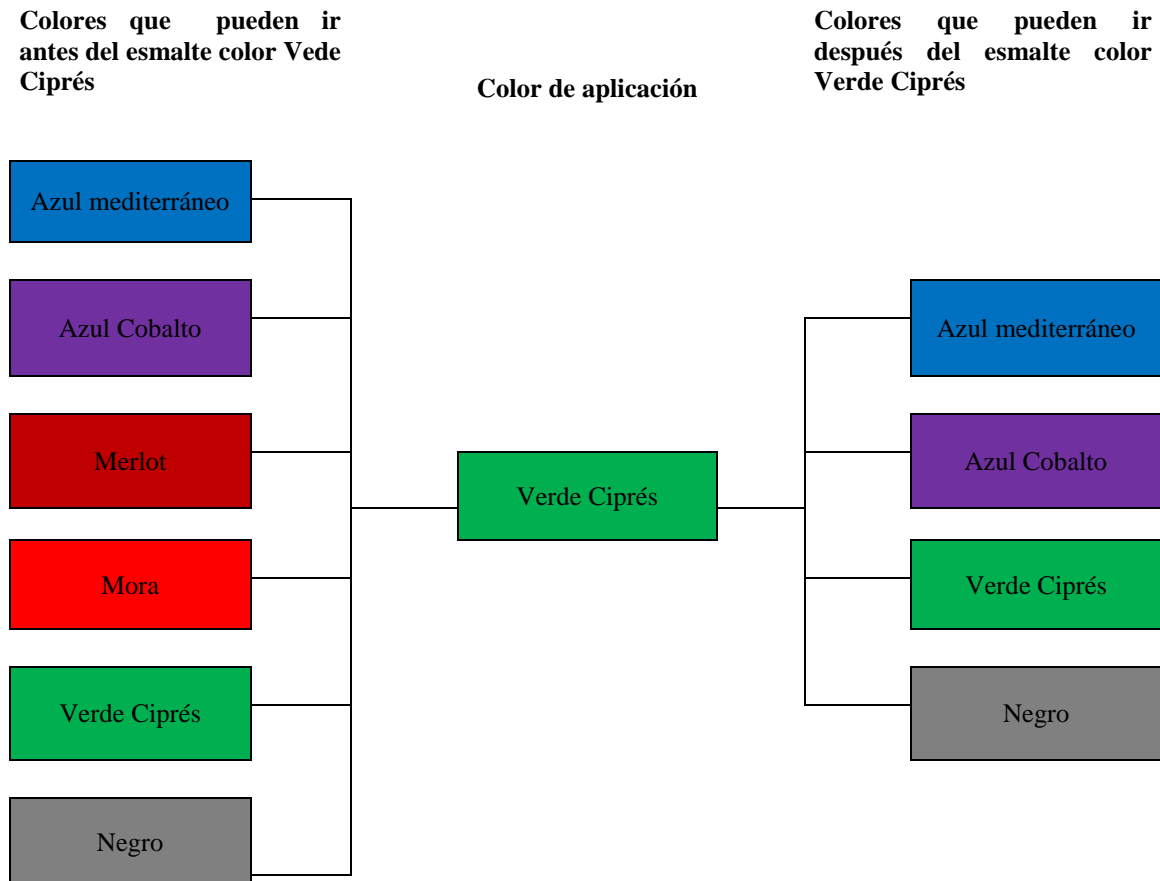 Colores que pueden ir
antes del esmalte color Vede
Ciprés
Color de aplicación
Colores que pueden ir
después del esmalte color
Verde Ciprés
Azul mediterráneo
Azul Cobalto
Merlot
Mora
Verde Ciprés
Negro
Verde Ciprés
Azul mediterráneo
Azul Cobalto
Verde Ciprés
Negro